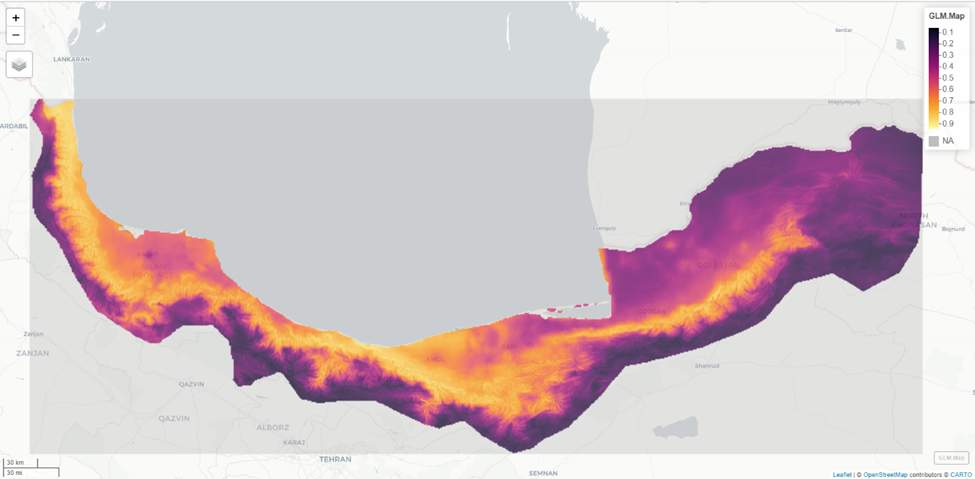 +
−
GLM.Map
0.1
0.2
0.3
0.4
0.5
0.6
0.7
0.8
0.9
NA
LANKARAN
ARDABIL
NORTH
KHORASAN
Bojnurd
GOLESTAN
GILAN
Zanjan
ZANJAN
QAZVIN
QAZVIN
ALBORZ
KARAJ
TEHRAN
SEMNAN
Shahrud
30 km
30 mi
GLM.Map
Leaflet | © OpenStreetMap contributors © CARTO